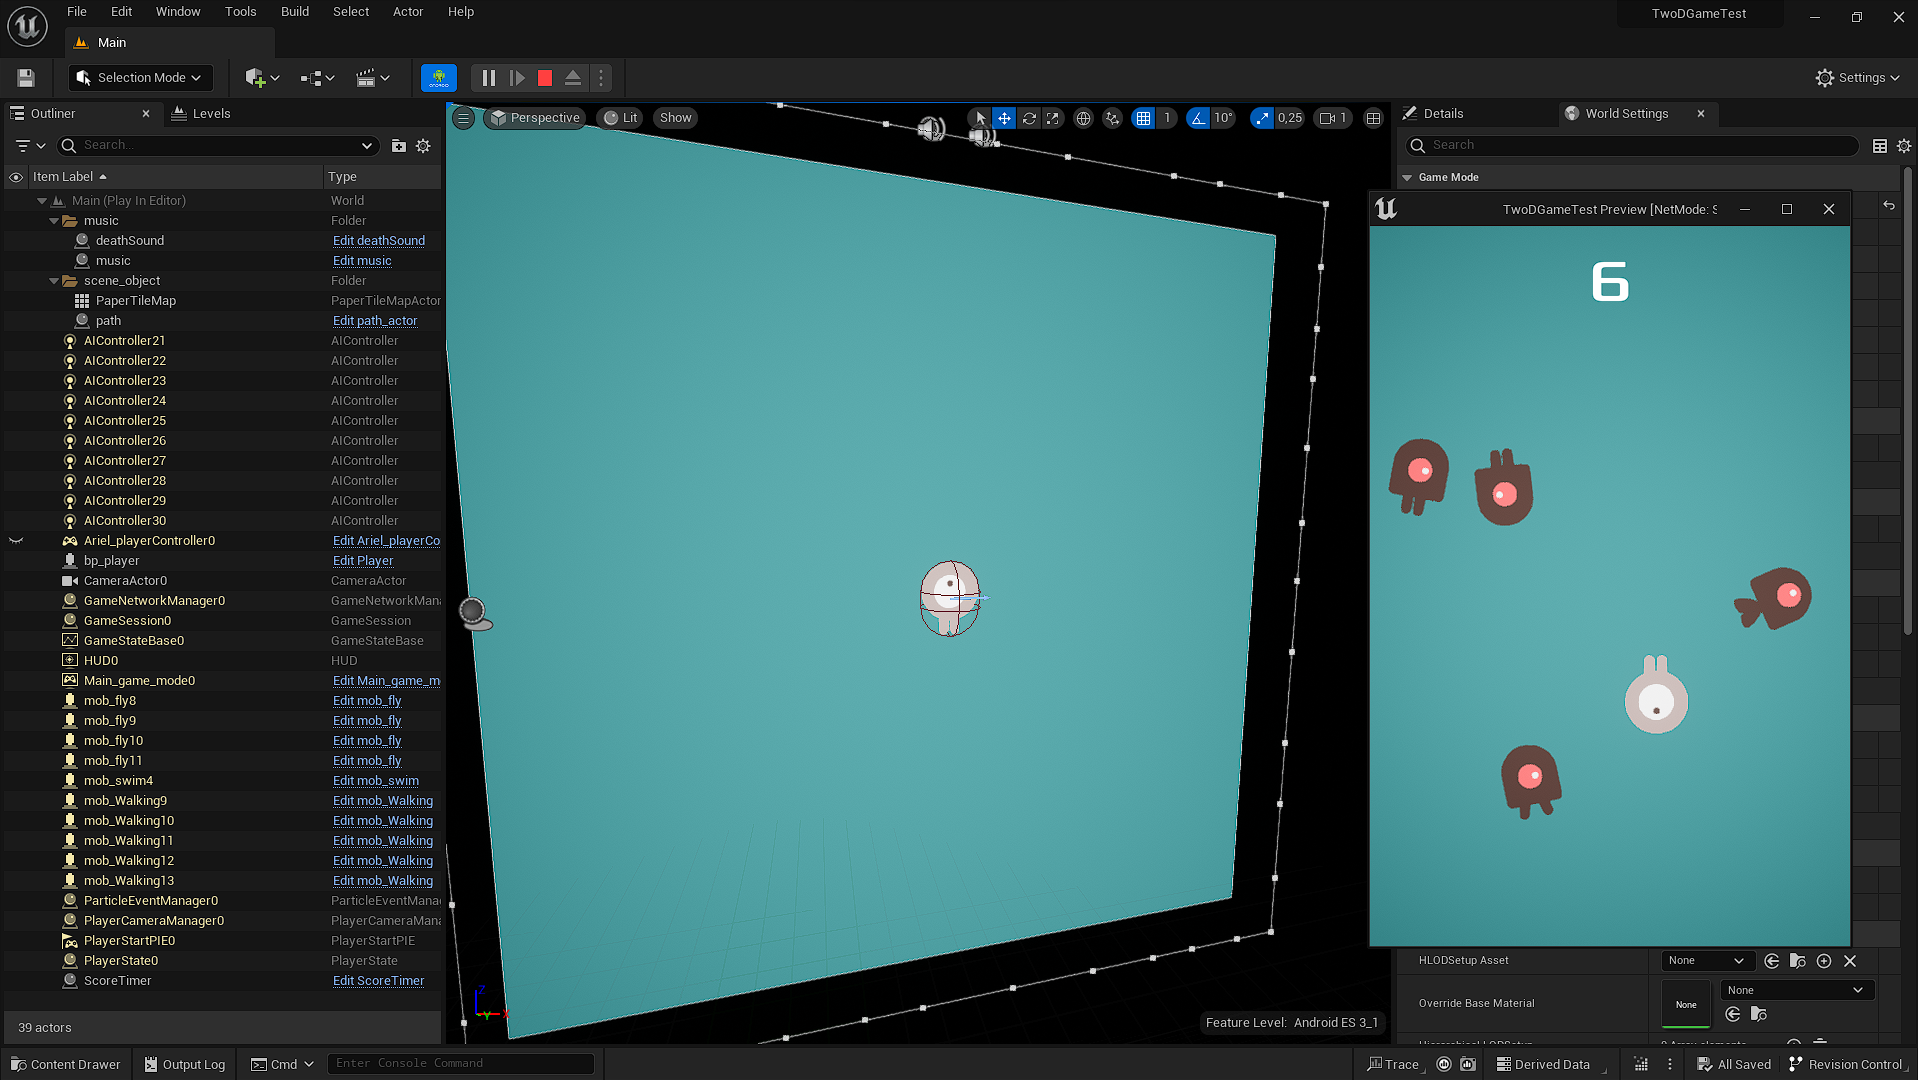 File Edit Window Tools Build Select Actor Help
TwoDGameTest
Main
Selection Mode
Settings
Outliner
Levels
Perspective Lit Show
1 10° 0,25 1
Details
World Settings
Search...
Search
Item Label Type
Game Mode
Main (Play In Editor) World
music Folder
deathSound Edit deathSound
music Edit music
scene_object Folder
PaperTileMap PaperTileMapActor
path Edit path_actor
AIController21 AIController
AIController22 AIController
AIController23 AIController
AIController24 AIController
AIController25 AIController
AIController26 AIController
AIController27 AIController
AIController28 AIController
AIController29 AIController
AIController30 AIController
Ariel_playerController0 Edit Ariel_playerCo
bp_player Edit Player
CameraActor0 CameraActor
GameNetworkManager0 GameNetworkMana
GameSession0 GameSession
GameStateBase0 GameStateBase
HUD0 HUD
Main_game_mode0 Edit Main_game_m
mob_fly8 Edit mob_fly
mob_fly9 Edit mob_fly
mob_fly10 Edit mob_fly
mob_fly11 Edit mob_fly
mob_swim4 Edit mob_swim
mob_Walking9 Edit mob_Walking
mob_Walking10 Edit mob_Walking
mob_Walking11 Edit mob_Walking
mob_Walking12 Edit mob_Walking
mob_Walking13 Edit mob_Walking
ParticleEventManager0 ParticleEventMana
PlayerCameraManager0 PlayerCameraMana
PlayerStartPIE0 PlayerStartPIE
PlayerState0 PlayerState
ScoreTimer Edit ScoreTimer
39 actors
TwoDGameTest Preview [NetMode: S
6
Z
Y X
Feature Level: Android ES 3_1
HLODSetup Asset None
None
Override Base Material None
Content Drawer Output Log Cmd Enter Console Command
Trace Derived Data All Saved Revision Control